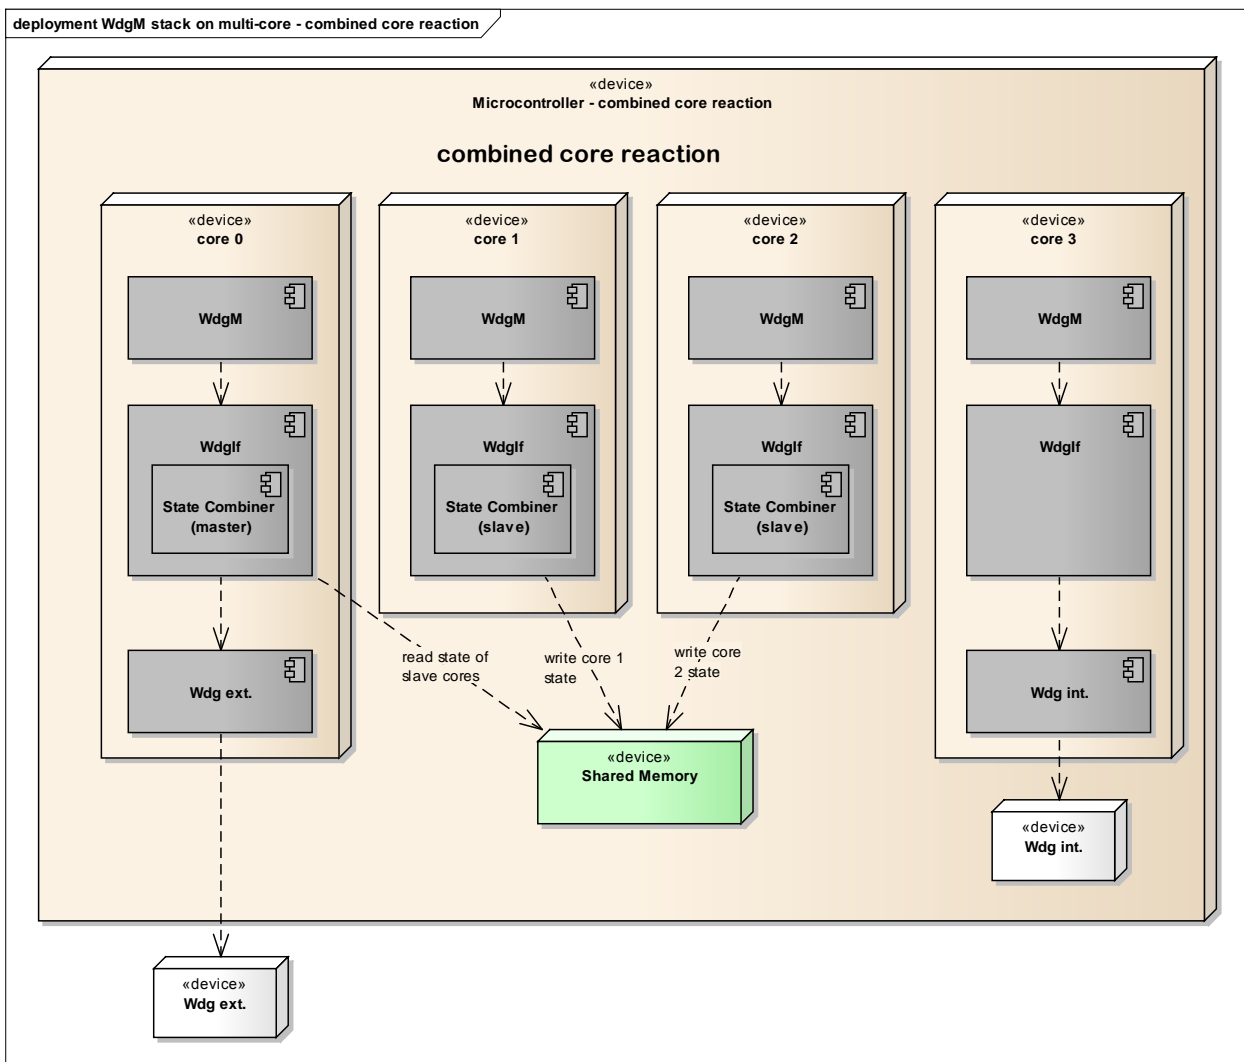 deployment WdgM stack on multi-core - combined core reaction
«device»
Microcontroller - combined core reaction
combined core reaction
«device»
core 0
WdgM
WdgIf
State Combiner
(master)
Wdg ext.
«device»
core 1
WdgM
WdgIf
State Combiner
(slave)
«device»
core 2
WdgM
WdgIf
State Combiner
(slave)
«device»
core 3
WdgM
WdgIf
Wdg int.
read state of
slave cores
write core 1
state
write core
2 state
«device»
Shared Memory
«device»
Wdg int.
«device»
Wdg ext.